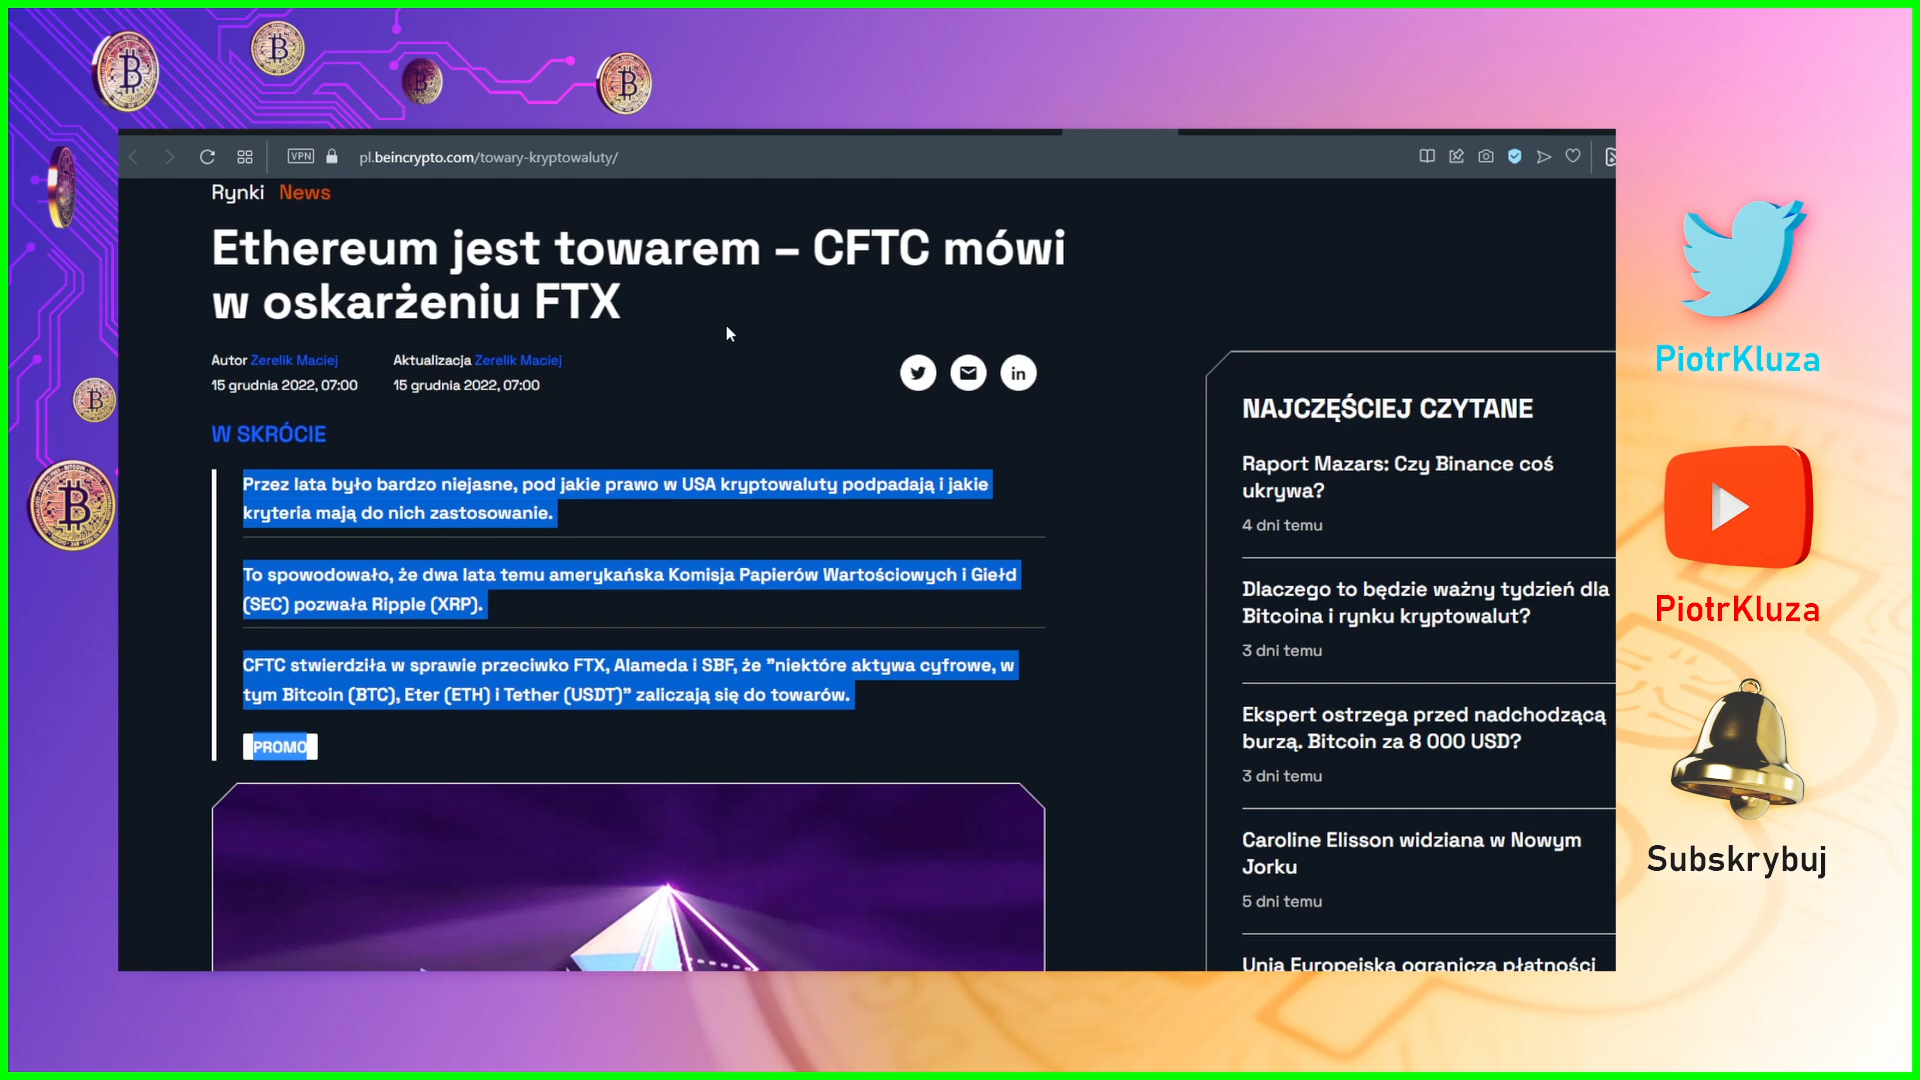 VPN
pl.beincrypto.com/towary-kryptowaluty/
Rynki News
Ethereum jest towarem – CFTC mówi
w oskarżeniu FTX
Autor Zerelik Maciej
Aktualizacja Zerelik Maciej
15 grudnia 2022, 07:00
15 grudnia 2022, 07:00
W SKRÓCIE
Przez lata było bardzo niejasne, pod jakie prawo w USA kryptowaluty podpadają i jakie
kryteria mają do nich zastosowanie.
To spowodowało, że dwa lata temu amerykańska Komisja Papierów Wartościowych i Giełd
(SEC) pozwała Ripple (XRP).
CFTC stwierdziła w sprawie przeciwko FTX, Alameda i SBF, że "niektóre aktywa cyfrowe, w
tym Bitcoin (BTC), Eter (ETH) i Tether (USDT)" zaliczają się do towarów.
PROMO
NAJCZĘŚCIEJ CZYTANE
Raport Mazars: Czy Binance coś
ukrywa?
4 dni temu
Dlaczego to będzie ważny tydzień dla
Bitcoina i rynku kryptowalut?
3 dni temu
Ekspert ostrzega przed nadchodzącą
burzą. Bitcoin za 8 000 USD?
3 dni temu
Caroline Elisson widziana w Nowym
Jorku
5 dni temu
Unia Europejska ogranicza płatności
PiotrKluza
PiotrKluza
Subskrybuj